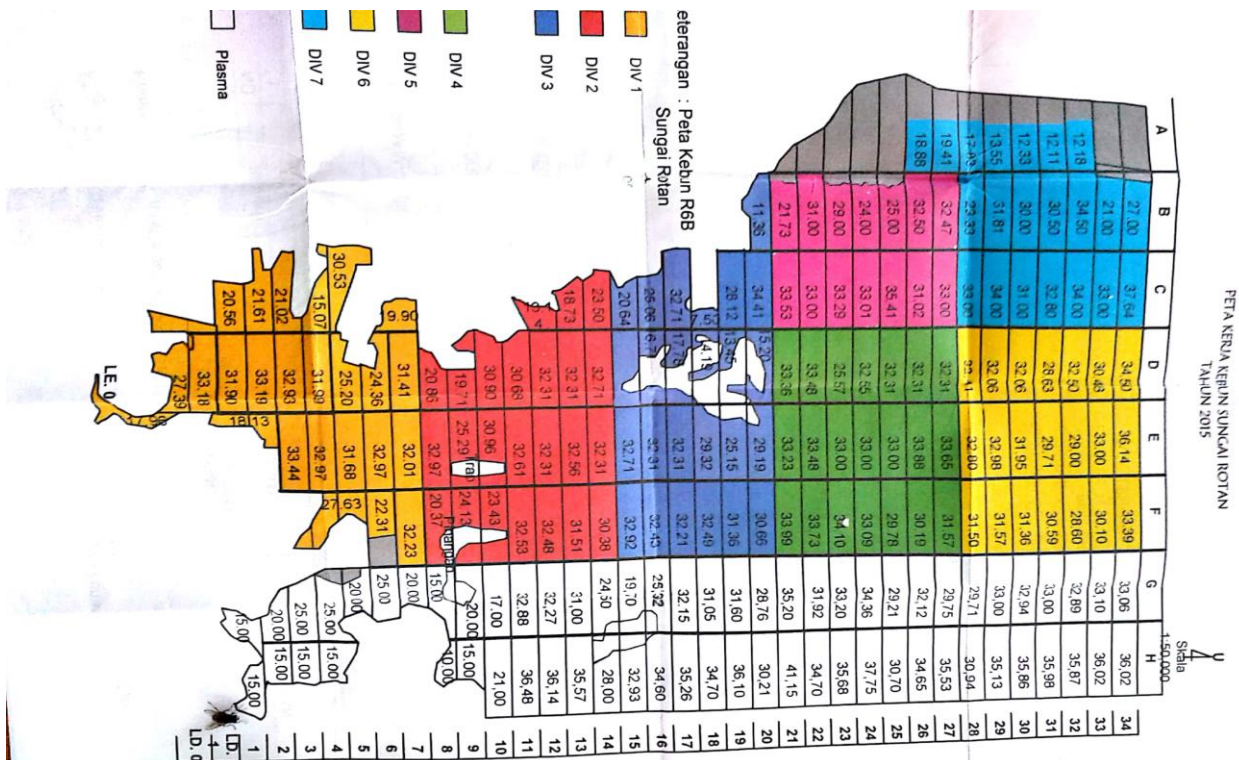 PETA KERJA KEBUN SUNGAI ROTAN
TAHUN 2015
U
Skala
1:50.000
A B C D E F G H
27.00 37.64 34.50 36.14 33.39 33,06 36,02 34
21.00 33.00 30.48 33.00 30.10 33,10 36,02 33
12.18 34.50 34.00 32.50 29.00 28.60 32,89 35,87 32
12.11 30.50 32.80 28.63 29.71 30.59 33,00 35,98 31
12.33 30.00 31.00 32.06 31.95 31.36 32,94 35,86 30
13.55 31.81 34.00 32.06 32.98 31.57 33,00 35,13 29
23.33 33.00 32.41 31.50 29,71 30,94 28
19.41 32.47 33.00 32.31 33.65 31.57 29,75 35,53 27
18.88 32.50 31.02 32.31 33.88 30.19 32,12 34,65 26
25.00 35.41 32.31 33.00 29.78 29,21 30,70 25
24.00 33.01 32.55 33.00 33.09 34,36 37,75 24
29.00 33.29 25.57 33.00 34.10 33,20 35,68 23
31.00 33.00 33.48 33.48 33.73 31,92 34,70 22
21.73 33.53 33.36 33.23 33.99 35,20 41,15 21
11.36 34.41 15.20 29.19 30.66 28,76 30,21 20
28.12 13.45 25.15 31.36 31,60 36,10 19
14.15 29.32 32.49 31,05 34,70 18
32.71 17.78 32.31 32.21 32.15 35,26 17
32.43 25,32 34,60 16
20.64 32.71 32.92 19,70 32,93 15
23.50 32.71 32.31 30.38 24,30 28,00 14
18.73 32.81 32.56 31.51 31,00 35,57 13
32.31 32.31 32.48 32,27 36,14 12
30.68 32.61 32.53 32.88 36,48 11
30.90 30.96 23.43 17.00 21,00 10
19.71 25.29 24.13 20.00 15.00 9
20.86 32.97 20.37 15.00 10.00 8
31.41 32.01 32.23 20.00 7
24.36 32.97 22.31 25.00 6
25.20 31.68 20.00 5
30.53 31.98 32.97 25.00 15.00 4
15.07 32.93 33.44 25.00 15.00 3
21.02 33.19 20.00 15.00 2
21.61 31.90 18.13 15.00 15.00 1
20.56 33.18 LD.
27.39
LE. 0
LD. 0
eterangan : Peta Kebun R6B
Sungai Rotan
DIV 1
DIV 2
DIV 3
DIV 4
DIV 5
DIV 6
DIV 7
Plasma